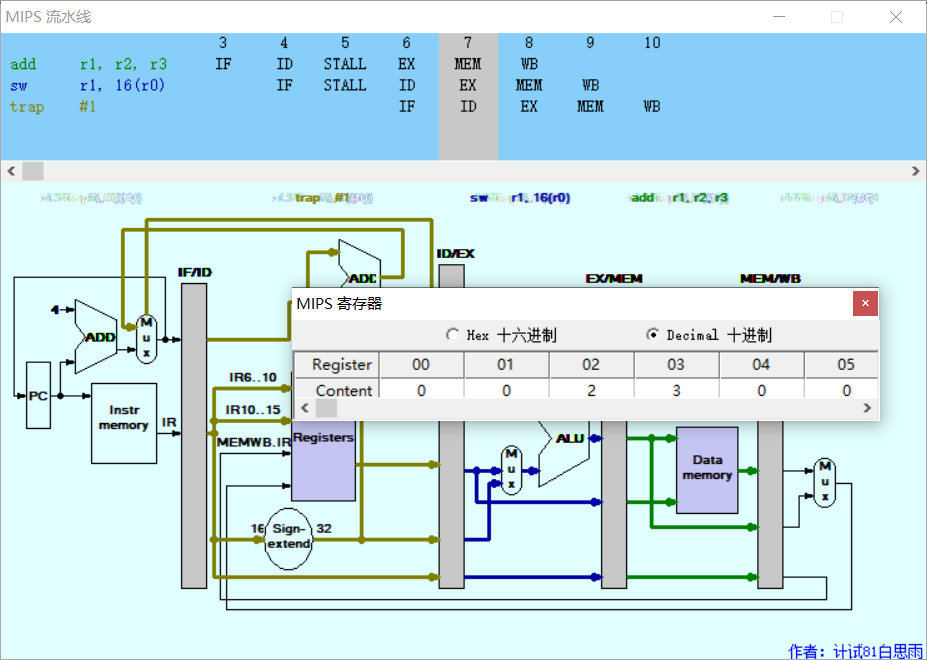 MIPS 流水线
3 4 5 6 7 8 9 10
add r1, r2, r3 IF ID STALL EX MEM WB
sw r1, 16(r0) IF STALL ID EX MEM WB
trap #1 IF ID EX MEM WB
trap #1 sw r1, 16(r0) add r1, r2, r3
ID/EX
IF/ID
ADD
EX/MEM MEM/WB
MIPS 寄存器
Hex 十六进制 Decimal 十进制
Register 00 01 02 03 04 05
Content 0 0 2 3 0 0
4
ADD
M
u
x
PC
Instr
memory
IR
IR6..10
IR10..15
MEMWB.IR
Registers
16
Sign-
extend
32
M
u
x
ALU
Data
memory
M
u
x
作者：计试81白思雨